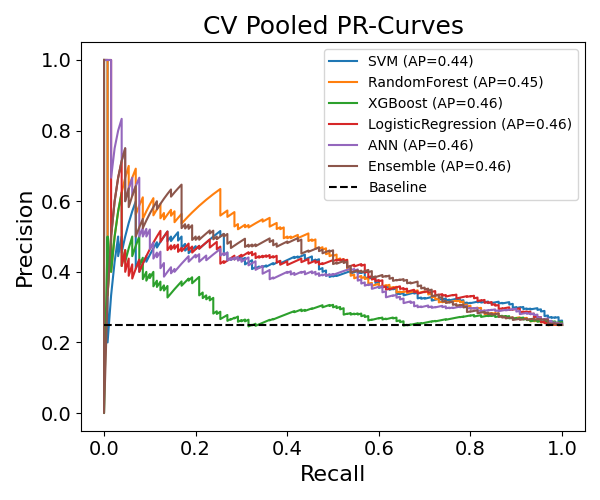 CV Pooled PR-Curves
1.0
0.8
0.6
0.4
0.2
0.0
Precision
SVM (AP=0.44)
RandomForest (AP=0.45)
XGBoost (AP=0.46)
LogisticRegression (AP=0.46)
ANN (AP=0.46)
Ensemble (AP=0.46)
Baseline
0.0 0.2 0.4 0.6 0.8 1.0
Recall